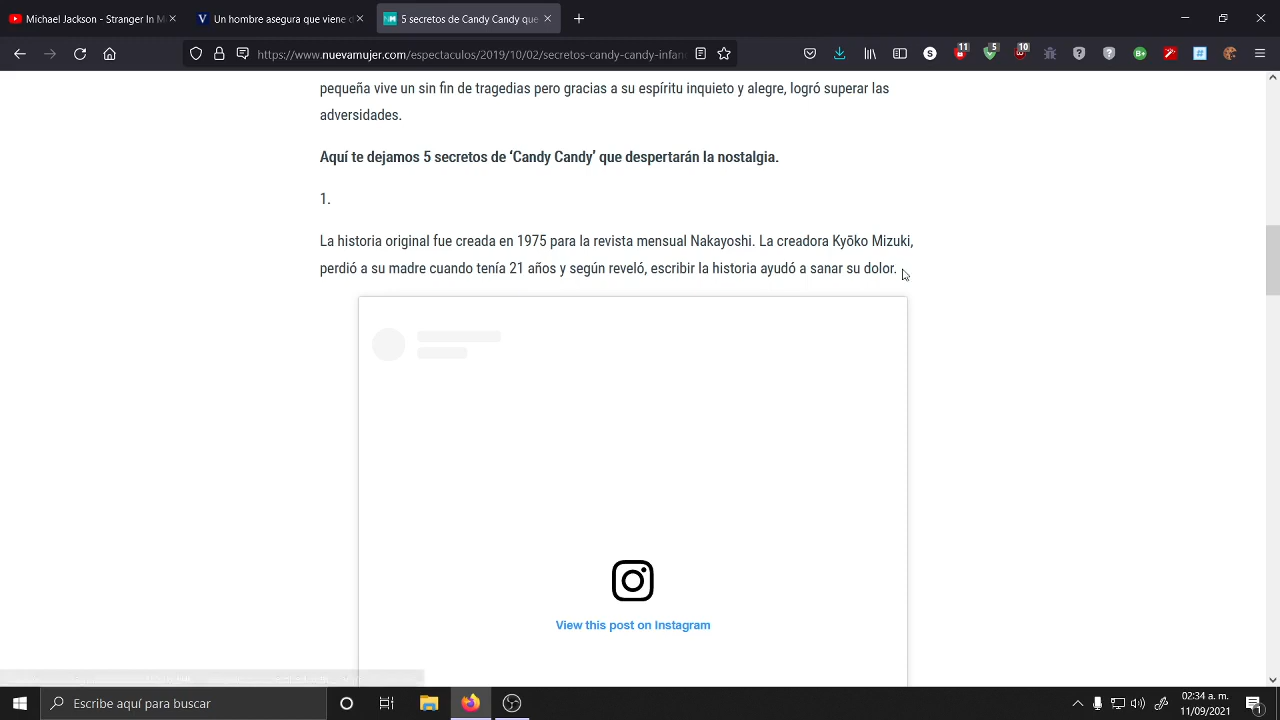 Michael Jackson - Stranger In M
Un hombre asegura que viene d
5 secretos de Candy Candy que
https://www.nuevamujer.com/espectaculos/2019/10/02/secretos-candy-candy-infan
11
5
10
pequeña vive un sin fin de tragedias pero gracias a su espíritu inquieto y alegre, logró superar las
adversidades.
Aquí te dejamos 5 secretos de ‘Candy Candy’ que despertarán la nostalgia.
1.
La historia original fue creada en 1975 para la revista mensual Nakayoshi. La creadora Kyōko Mizuki,
perdió a su madre cuando tenía 21 años y según reveló, escribir la historia ayudó a sanar su dolor.
View this post on Instagram
Escribe aquí para buscar
02:34 a. m.
11/09/2021